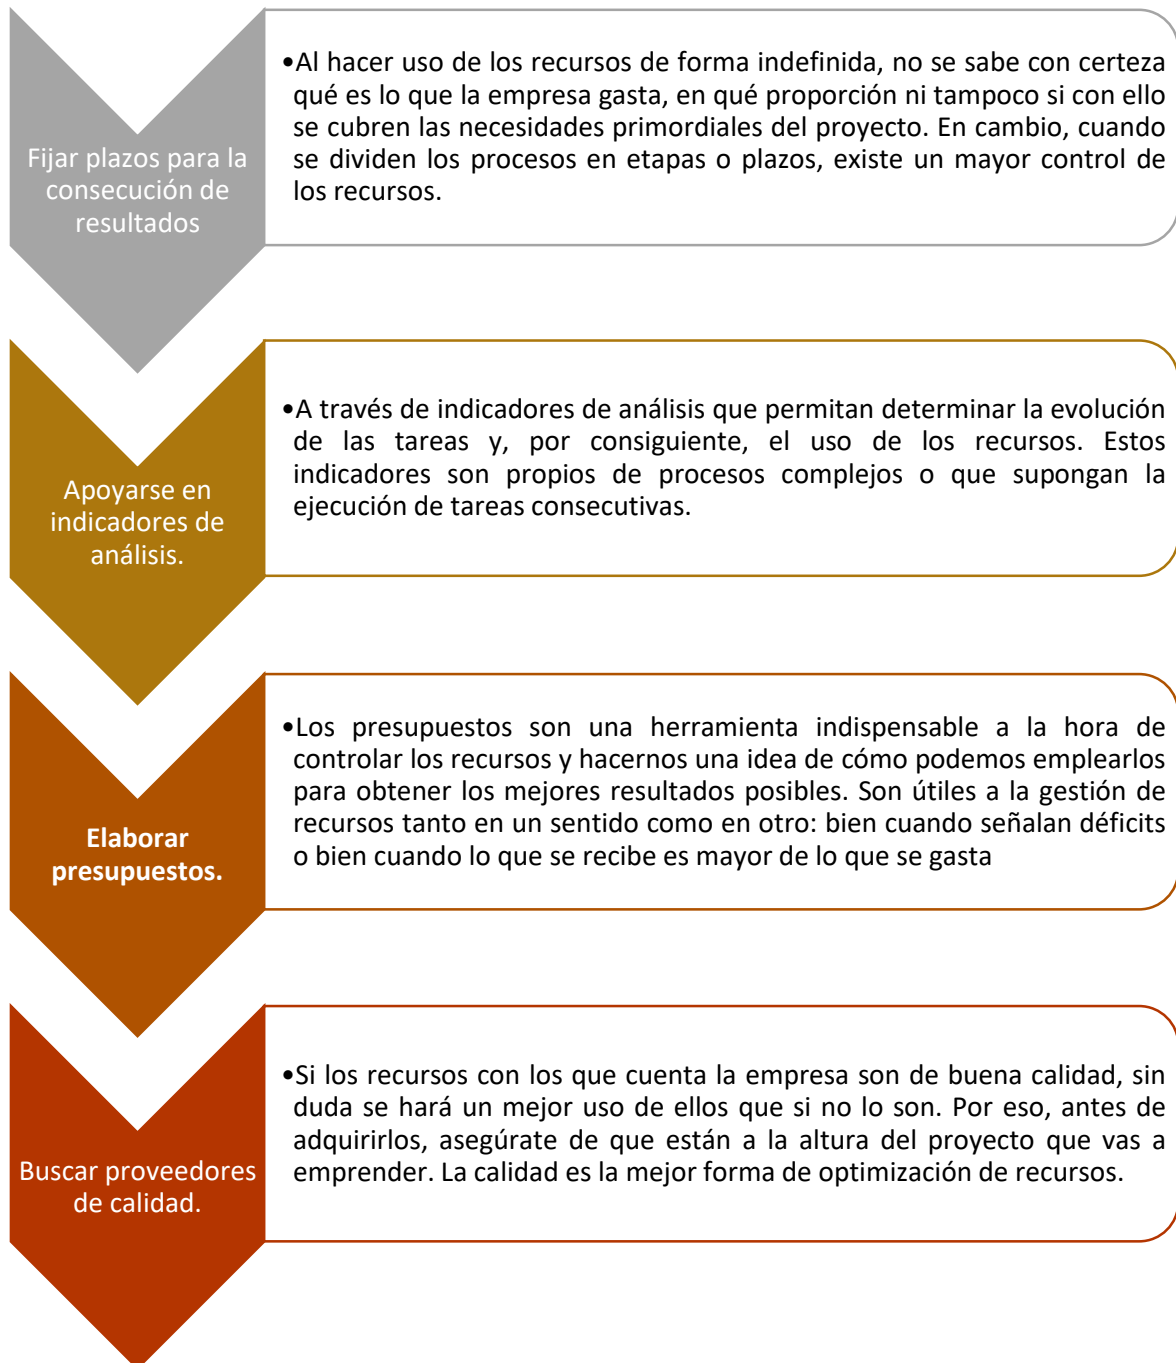 Fijar plazos para la
consecución de
resultados
•Al hacer uso de los recursos de forma indefinida, no se sabe con certeza
qué es lo que la empresa gasta, en qué proporción ni tampoco si con ello
se cubren las necesidades primordiales del proyecto. En cambio, cuando
se dividen los procesos en etapas o plazos, existe un mayor control de
los recursos.
Apoyarse en
indicadores de
análisis.
•A través de indicadores de análisis que permitan determinar la evolución
de las tareas y, por consiguiente, el uso de los recursos. Estos
indicadores son propios de procesos complejos o que supongan la
ejecución de tareas consecutivas.
Elaborar
presupuestos.
•Los presupuestos son una herramienta indispensable a la hora de
controlar los recursos y hacernos una idea de cómo podemos emplearlos
para obtener los mejores resultados posibles. Son útiles a la gestión de
recursos tanto en un sentido como en otro: bien cuando señalan déficits
o bien cuando lo que se recibe es mayor de lo que se gasta
Buscar proveedores
de calidad.
•Si los recursos con los que cuenta la empresa son de buena calidad, sin
duda se hará un mejor uso de ellos que si no lo son. Por eso, antes de
adquirirlos, asegúrate de que están a la altura del proyecto que vas a
emprender. La calidad es la mejor forma de optimización de recursos.